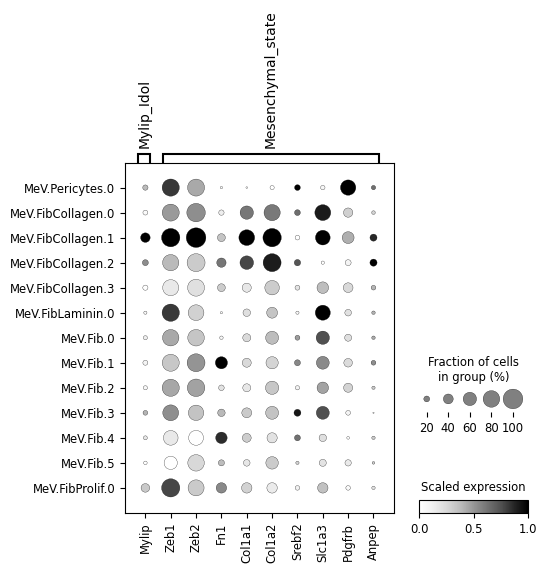 Mylip_Idol
Mesenchymal_state
MeV.Pericytes.0
MeV.FibCollagen.0
MeV.FibCollagen.1
MeV.FibCollagen.2
MeV.FibCollagen.3
MeV.FibLaminin.0
MeV.Fib.0
MeV.Fib.1
MeV.Fib.2
MeV.Fib.3
MeV.Fib.4
MeV.Fib.5
MeV.FibProlif.0
Mylip
Zeb1
Zeb2
Fn1
Col1a1
Col1a2
Srebf2
Slc1a3
Pdgfrb
Anpep
Fraction of cells
in group (%)
20 40 60 80 100
Scaled expression
0.0 0.5 1.0